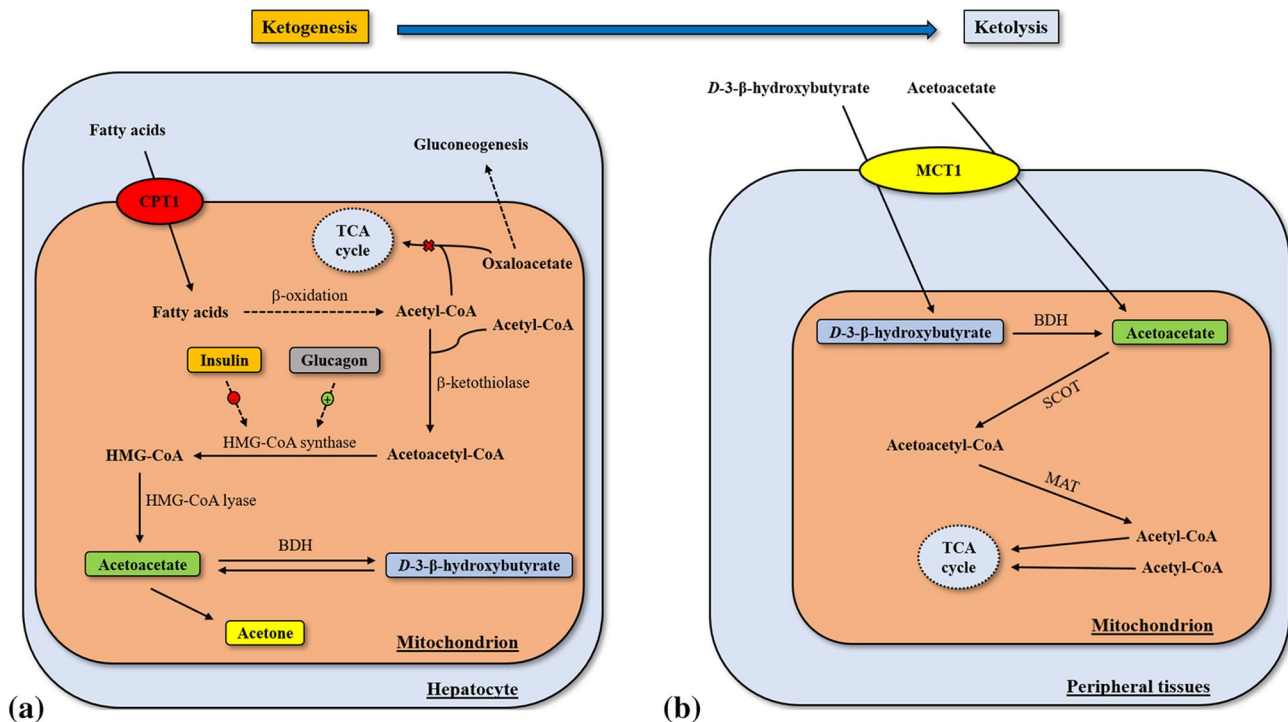 Ketogenesis
Ketolysis
Fatty acids
CPT1
Gluconeogenesis
TCA
cycle
Oxaloacetate
Fatty acids
β-oxidation
Acetyl-CoA
Acetyl-CoA
Insulin
Glucagon
-
+
β-ketothiolase
HMG-CoA synthase
HMG-CoA
Acetoacetyl-CoA
HMG-CoA lyase
Acetoacetate
BDH
D-3-β-hydroxybutyrate
Acetone
Mitochondrion
Hepatocyte
(a)
D-3-β-hydroxybutyrate
Acetoacetate
MCT1
D-3-β-hydroxybutyrate
BDH
Acetoacetate
SCOT
Acetoacetyl-CoA
MAT
Acetyl-CoA
TCA
cycle
Acetyl-CoA
Mitochondrion
Peripheral tissues
(b)